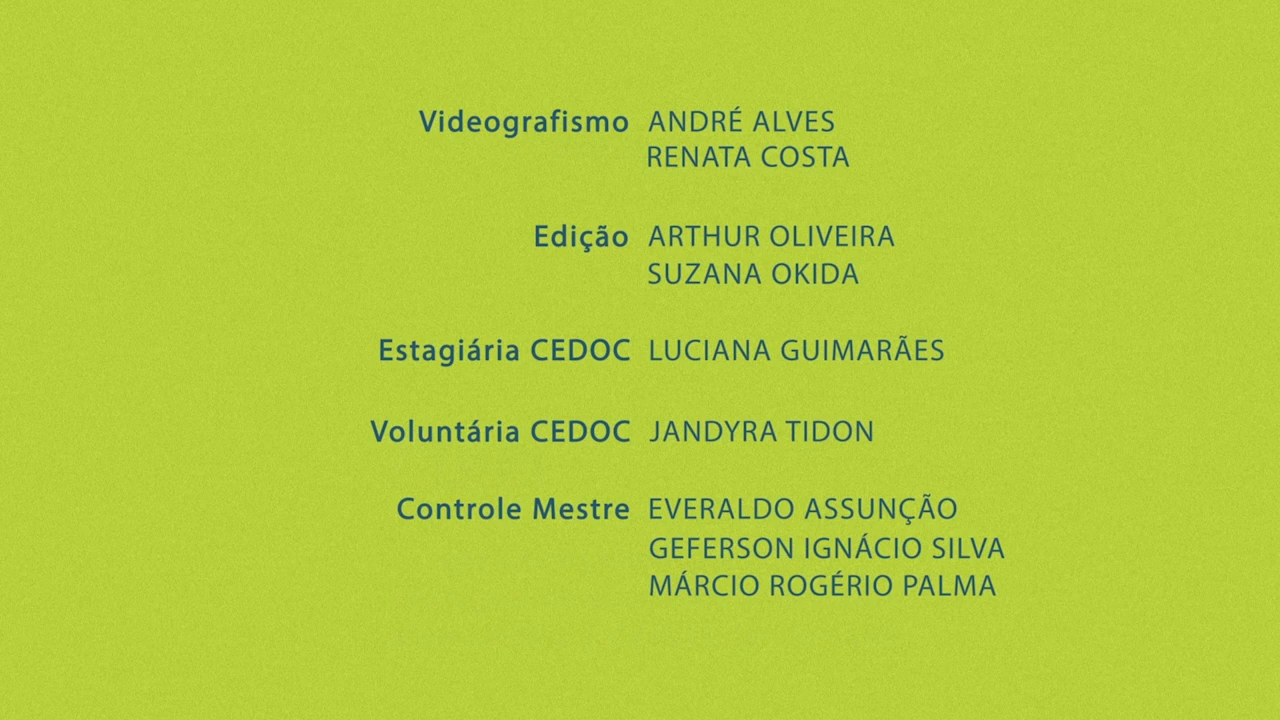 Videografismo ANDRÉ ALVES
RENATA COSTA
Edição ARTHUR OLIVEIRA
SUZANA OKIDA
Estagiária CEDOC LUCIANA GUIMARÃES
Voluntária CEDOC JANDYRA TIDON
Controle Mestre EVERALDO ASSUNÇÃO
GEFERSON IGNÁCIO SILVA
MÁRCIO ROGÉRIO PALMA